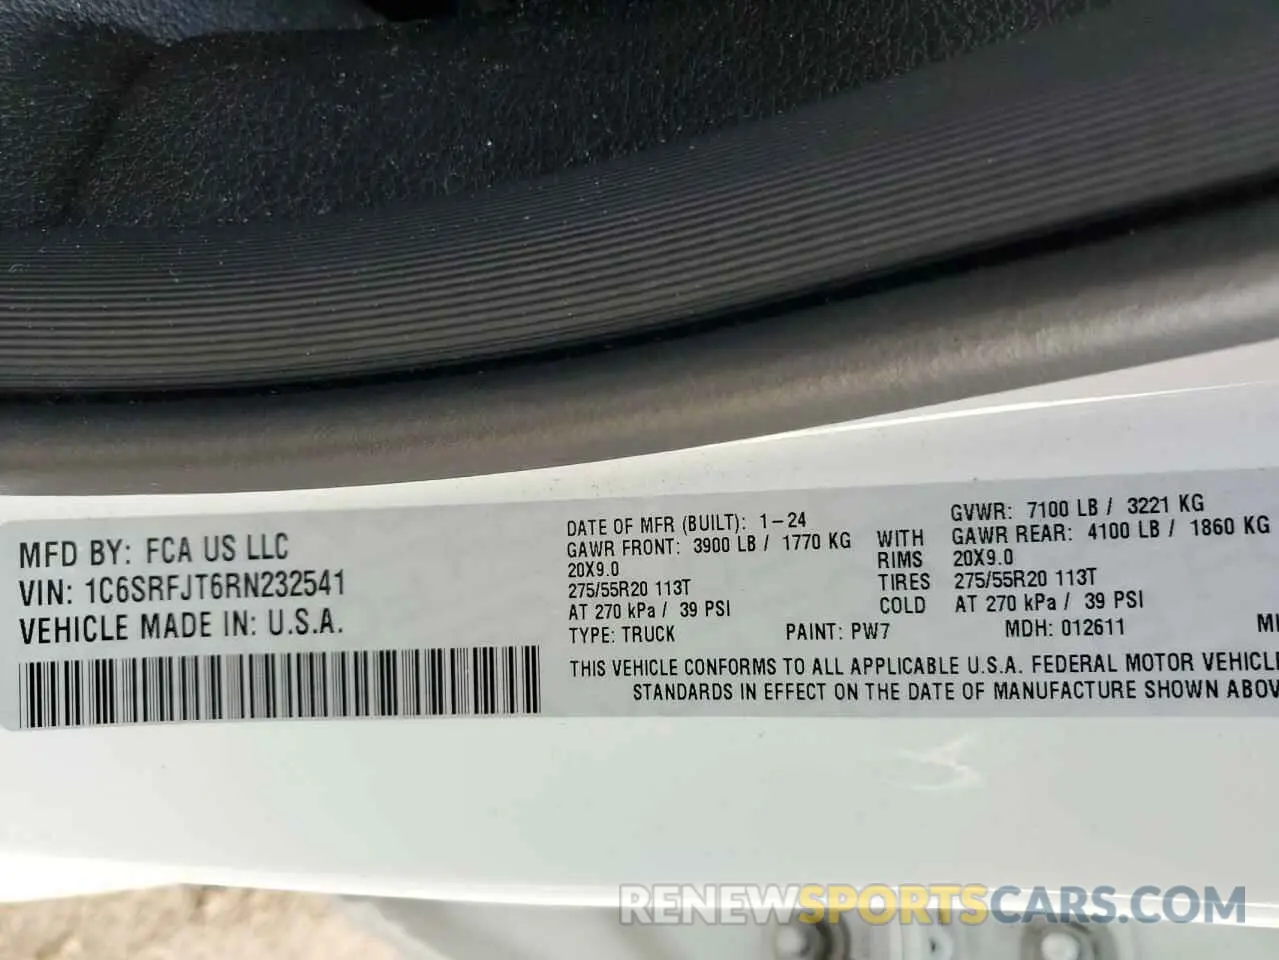 MFD BY: FCA US LLC
VIN: 1C6SRFJT6RN232541
VEHICLE MADE IN: U.S.A.
DATE OF MFR (BUILT): 1-24
GAWR FRONT: 3900 LB / 1770 KG
20X9.0
275/55R20 113T
AT 270 kPa / 39 PSI
WITH
RIMS
TIRES
COLD
GVWR: 7100 LB / 3221 KG
GAWR REAR: 4100 LB / 1860 KG
20X9.0
275/55R20 113T
AT 270 kPa / 39 PSI
TYPE: TRUCK PAINT: PW7 MDH: 012611
THIS VEHICLE CONFORMS TO ALL APPLICABLE U.S.A. FEDERAL MOTOR VEHICLE
STANDARDS IN EFFECT ON THE DATE OF MANUFACTURE SHOWN ABOV
RENEWSPORTSCARS.COM